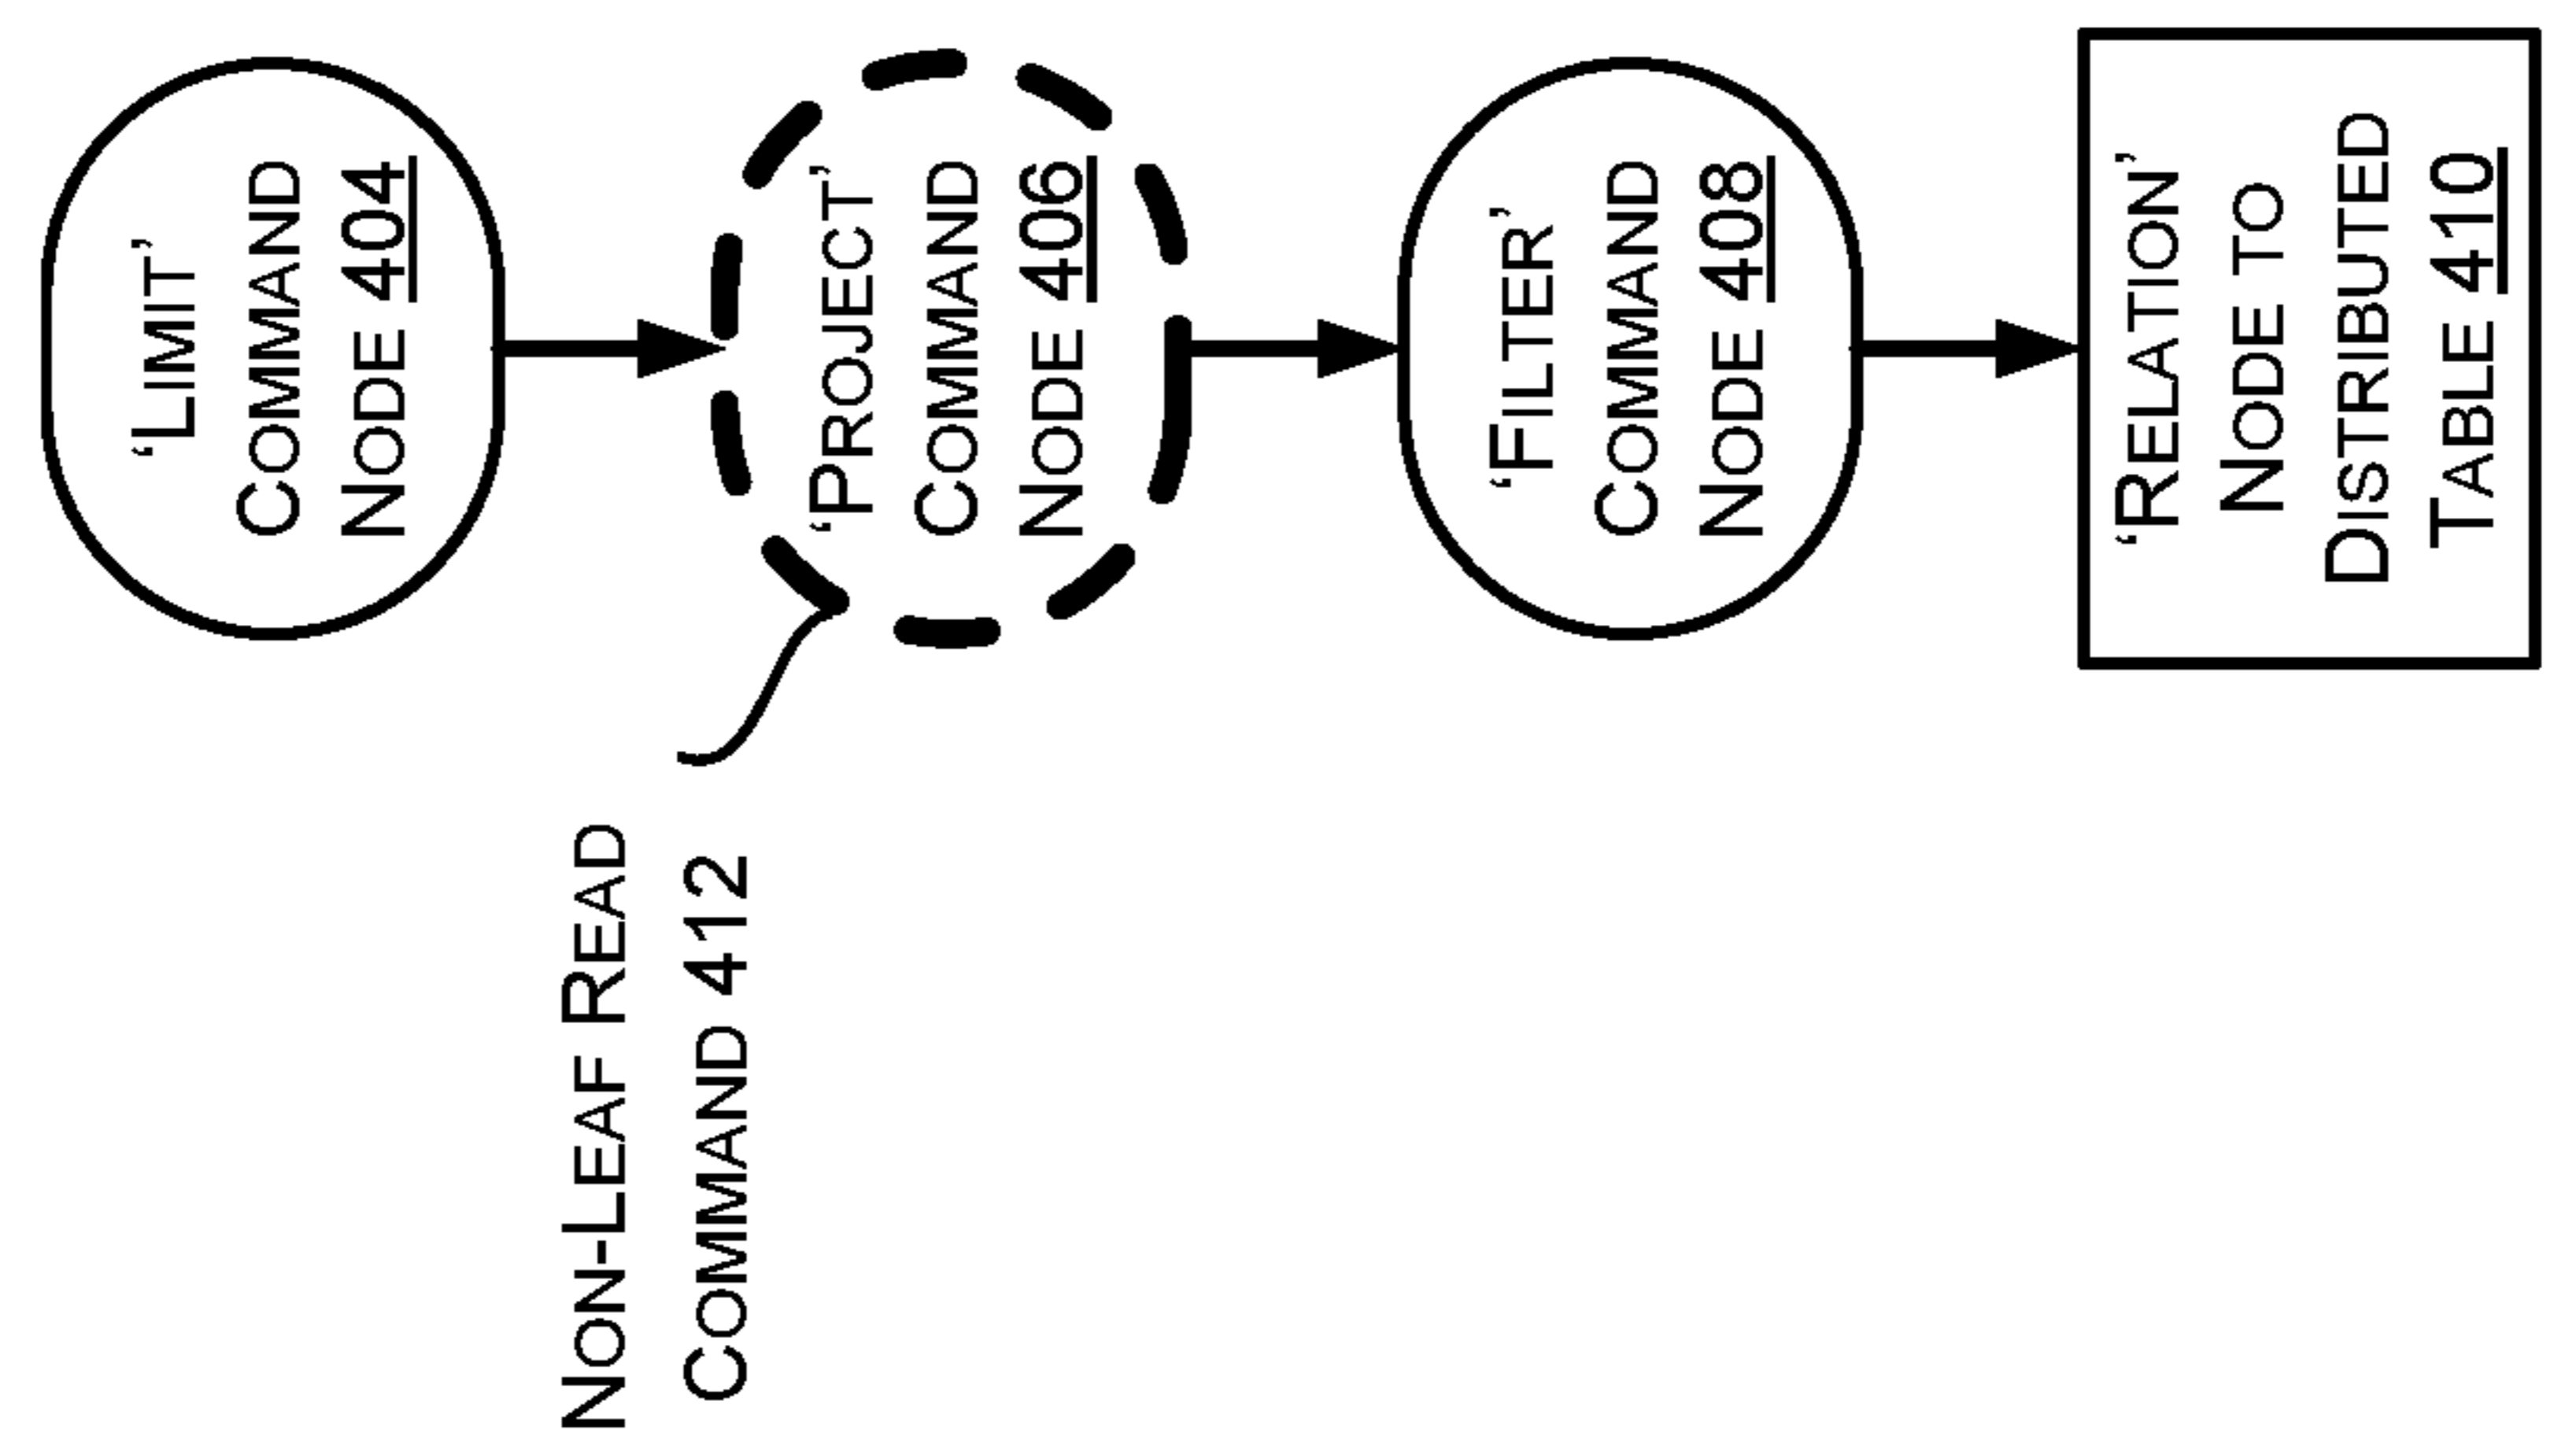 ‘LIMIT’
COMMAND
NODE 404
‘PROJECT’
COMMAND
NODE 406
NON-LEAF READ
COMMAND 412
‘FILTER’
COMMAND
NODE 408
‘RELATION’
NODE TO
DISTRIBUTED
TABLE 410